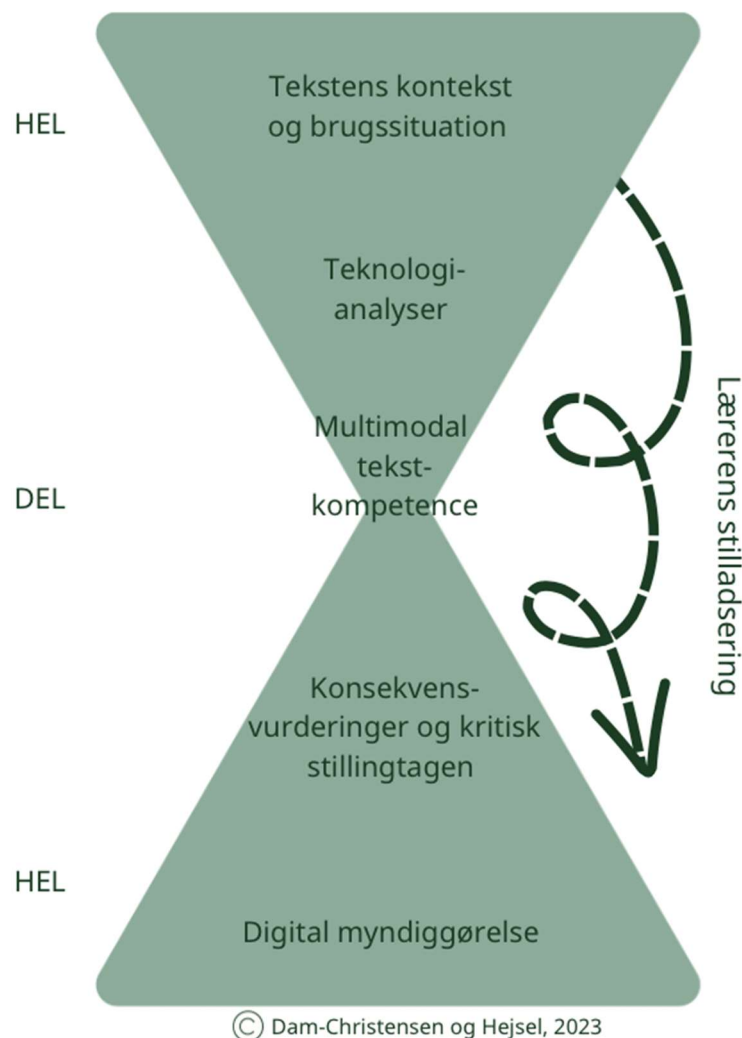 HEL
Tekstens kontekst
og brugssituation
Teknologi-
analyser
Multimodal
tekst-
kompetence
DEL
Lærerens stilladsering
Konsekvens-
vurderinger og kritisk
stillingtagen
HEL
Digital myndiggørelse
© Dam-Christensen og Hejsel, 2023